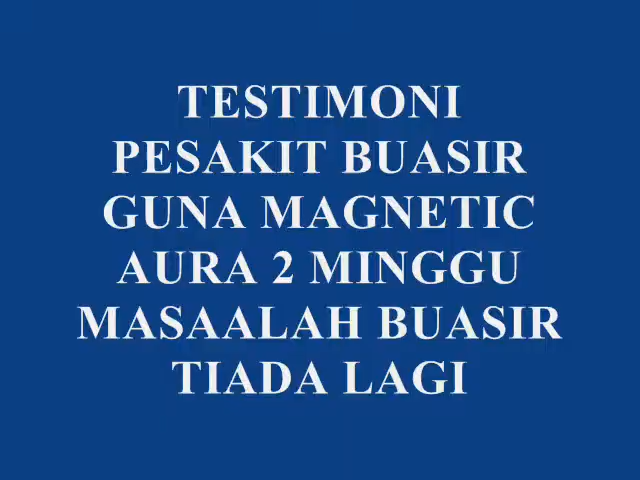 TESTIMONI
PESAKIT BUASIR
GUNA MAGNETIC
AURA 2 MINGGU
MASAALAH BUASIR
TIADA LAGI